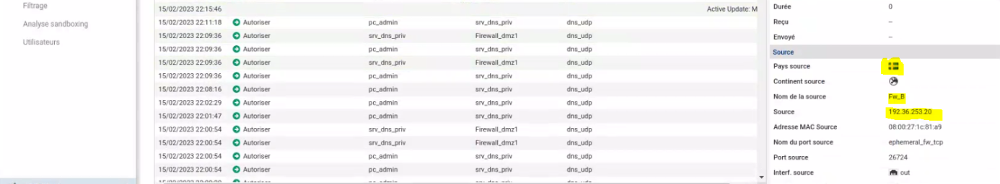 Filtrage
Analyse sandboxing
Utilisateurs
15/02/2023 22:15:46 Active Update: M
15/02/2023 22:11:18 Autoriser pc_admin srv_dns_priv dns_udp
15/02/2023 22:09:36 Autoriser srv_dns_priv Firewall_dmz1 dns_udp
15/02/2023 22:09:36 Autoriser pc_admin srv_dns_priv dns_udp
15/02/2023 22:09:36 Autoriser srv_dns_priv Firewall_dmz1 dns_udp
15/02/2023 22:09:36 Autoriser pc_admin srv_dns_priv dns_udp
15/02/2023 22:08:16 Autoriser pc_admin srv_dns_priv dns_udp
15/02/2023 22:02:29 Autoriser pc_admin srv_dns_priv dns_udp
15/02/2023 22:01:47 Autoriser pc_admin srv_dns_priv dns_udp
15/02/2023 22:00:54 Autoriser srv_dns_priv Firewall_dmz1 dns_udp
15/02/2023 22:00:54 Autoriser srv_dns_priv Firewall_dmz1 dns_udp
15/02/2023 22:00:54 Autoriser pc_admin srv_dns_priv dns_udp
15/02/2023 22:00:54 Autoriser pc_admin srv_dns_priv dns_udp
Durée 0
Reçu --
Envoyé --
Source
Pays source
Continent source
Nom de la source Fw_B
Source 192.36.253.20
Adresse MAC Source 08:00:27:1c:81:a9
Nom du port source ephemeral_fw_tcp
Port source 26724
Interf. source out